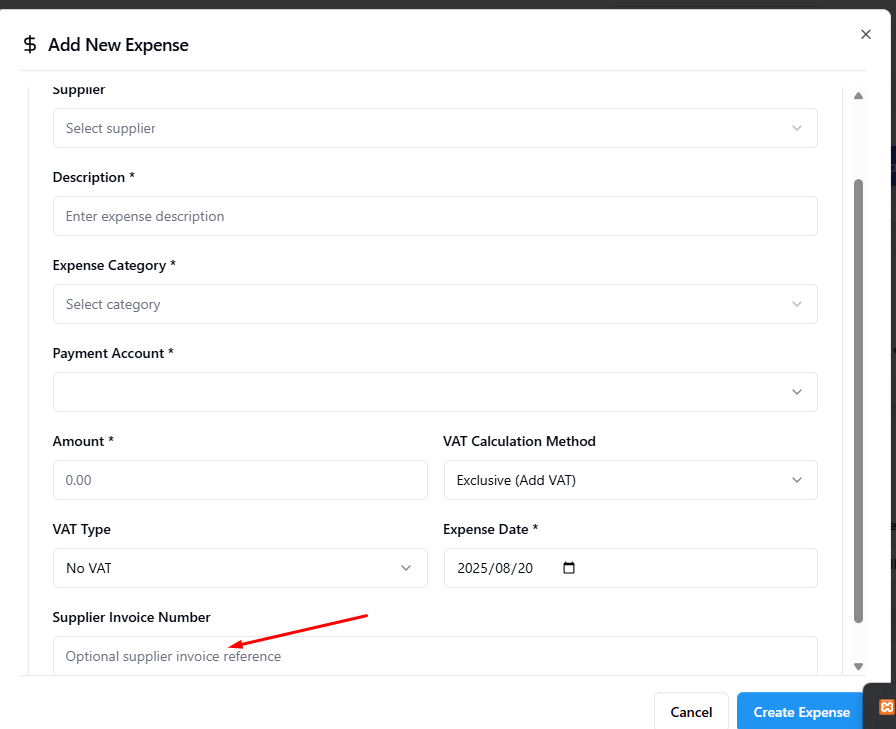 $ Add New Expense
Supplier
Select supplier
Description *
Enter expense description
Expense Category *
Select category
Payment Account *
Amount *
VAT Calculation Method
0.00
Exclusive (Add VAT)
VAT Type
Expense Date *
No VAT
2025/08/20
Supplier Invoice Number
Optional supplier invoice reference
Cancel
Create Expense